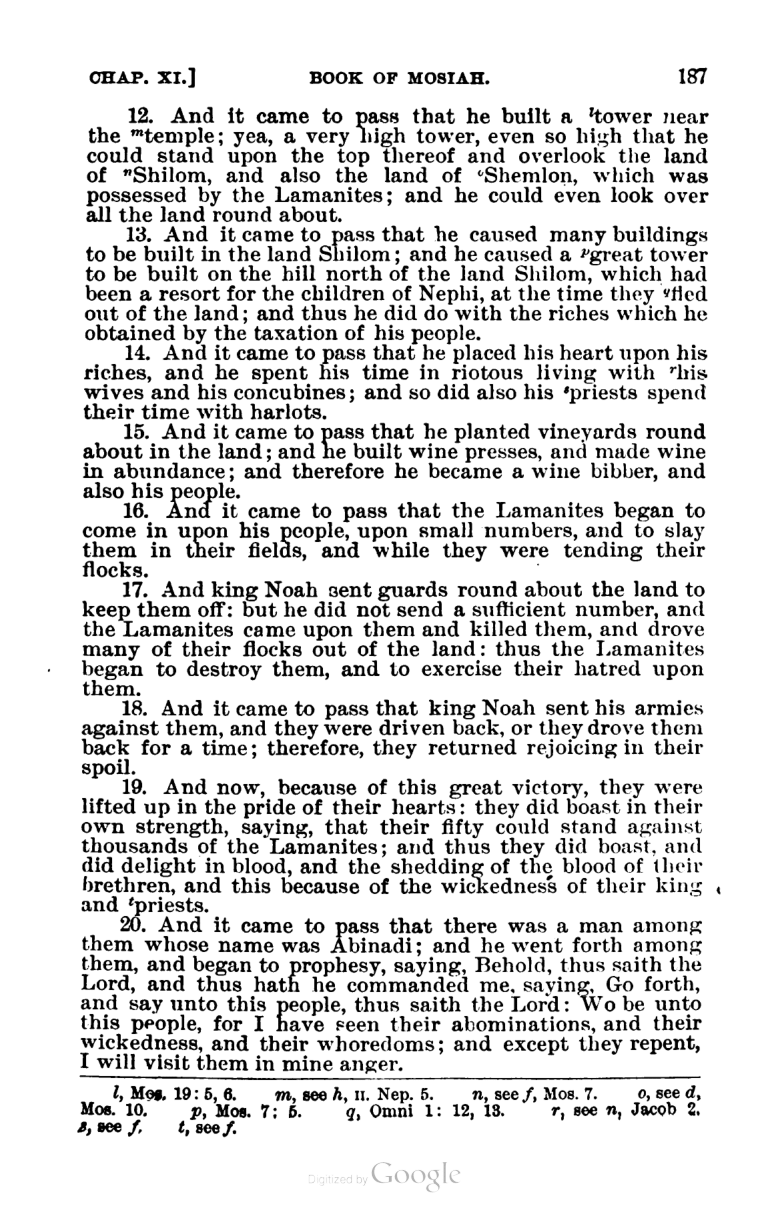 CHAP. XI.] BOOK OF MOSIAH. 187
12. And it came to pass that he built a ˡtower near
the ᵐtemple; yea, a very high tower, even so high that he
could stand upon the top thereof and overlook the land
of ⁿShilom, and also the land of ᵒShemlon, which was
possessed by the Lamanites; and he could even look over
all the land round about.
13. And it came to pass that he caused many buildings
to be built in the land Shilom; and he caused a ᵖgreat tower
to be built on the hill north of the land Shilom, which had
been a resort for the children of Nephi, at the time they qfled
out of the land; and thus he did do with the riches which he
obtained by the taxation of his people.
14. And it came to pass that he placed his heart upon his
riches, and he spent his time in riotous living with ʳhis
wives and his concubines; and so did also his ˢpriests spend
their time with harlots.
15. And it came to pass that he planted vineyards round
about in the land; and he built wine presses, and made wine
in abundance; and therefore he became a wine bibber, and
also his people.
16. And it came to pass that the Lamanites began to
come in upon his people, upon small numbers, and to slay
them in their fields, and while they were tending their
flocks.
17. And king Noah sent guards round about the land to
keep them off: but he did not send a sufficient number, and
the Lamanites came upon them and killed them, and drove
many of their flocks out of the land: thus the Lamanites
began to destroy them, and to exercise their hatred upon
them.
18. And it came to pass that king Noah sent his armies
against them, and they were driven back, or they drove them
back for a time; therefore, they returned rejoicing in their
spoil.
19. And now, because of this great victory, they were
lifted up in the pride of their hearts: they did boast in their
own strength, saying, that their fifty could stand against
thousands of the Lamanites; and thus they did boast, and
did delight in blood, and the shedding of the blood of their
brethren, and this because of the wickedness of their king
and ᵗpriests.
20. And it came to pass that there was a man among
them whose name was Abinadi; and he went forth among
them, and began to prophesy, saying, Behold, thus saith the
Lord, and thus hath he commanded me, saying, Go forth,
and say unto this people, thus saith the Lord: Wo be unto
this people, for I have seen their abominations, and their
wickedness, and their whoredoms; and except they repent,
I will visit them in mine anger.
l, Mos. 19: 5, 6. m, see h, II. Nep. 5. n, see f, Mos. 7. o, see d,
Mos. 10. p, Mos. 7: 5. q, Omni 1: 12, 13. r, see n, Jacob 2.
s, see f. t, see f.
Digitized by Google